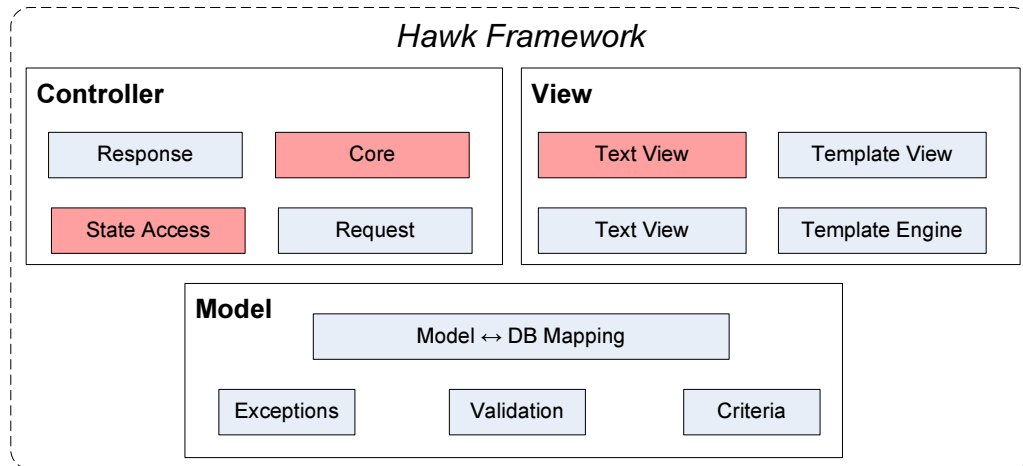 Hawk Framework
Controller
Response
Core
State Access
Request
View
Text View
Template View
Text View
Template Engine
Model
Model ↔ DB Mapping
Exceptions
Validation
Criteria